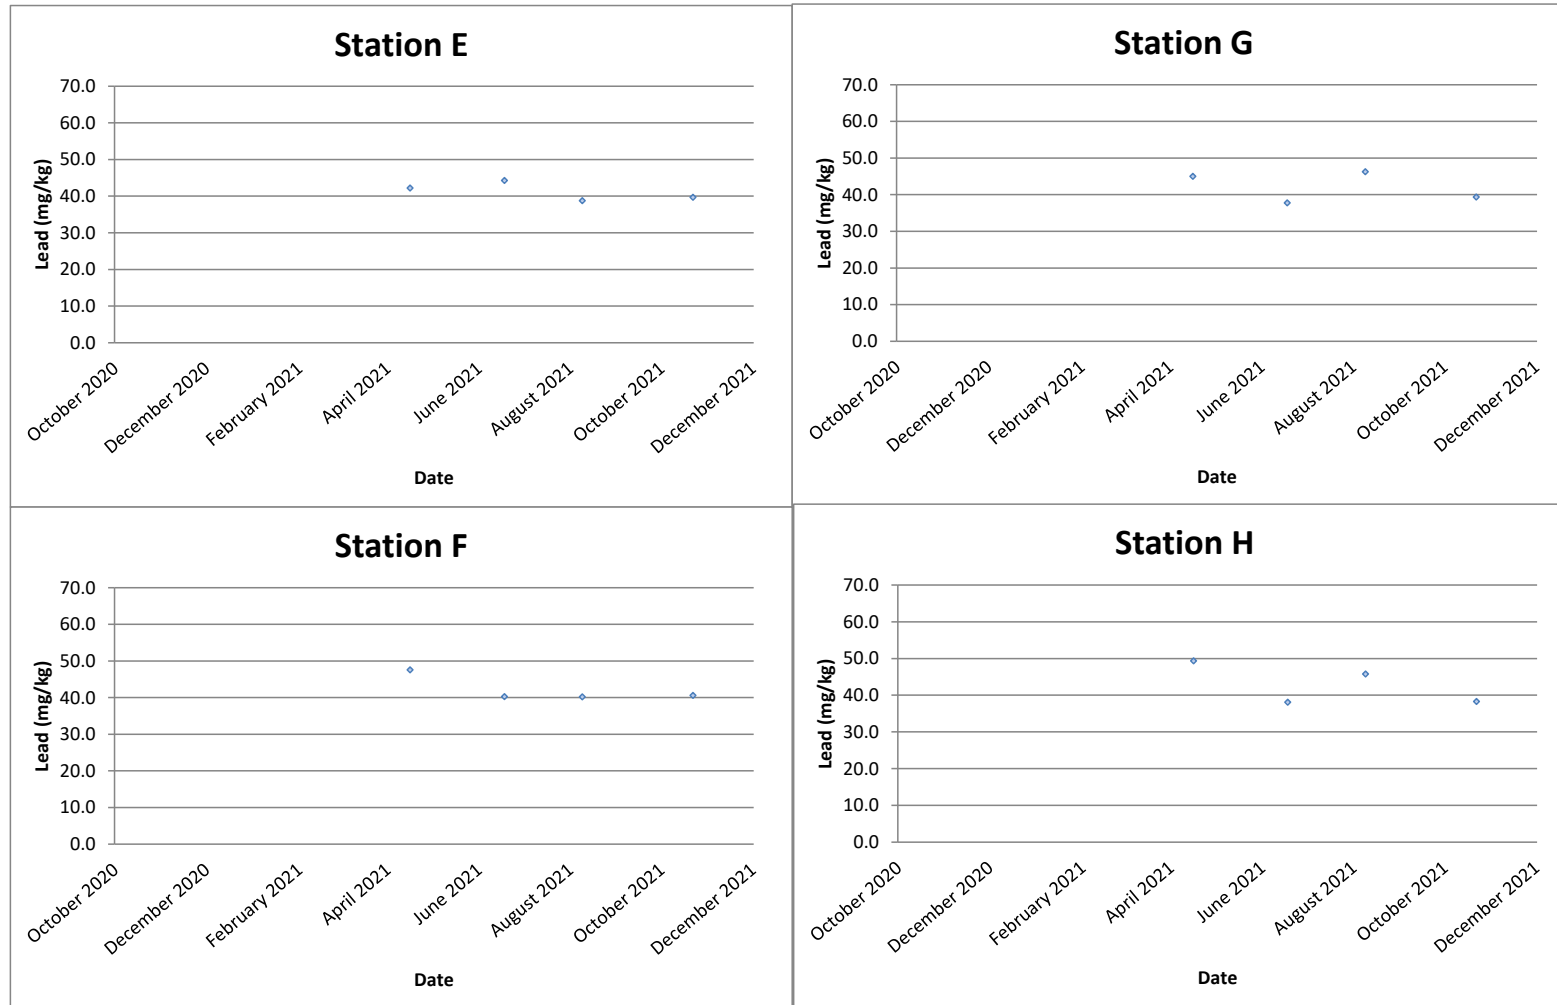 Station E
70.0
60.0
50.0
40.0
30.0
20.0
10.0
0.0
Lead (mg/kg)
October 2020
December 2020
February 2021
April 2021
June 2021
August 2021
October 2021
December 2021
Date
Station G
70.0
60.0
50.0
40.0
30.0
20.0
10.0
0.0
Lead (mg/kg)
October 2020
December 2020
February 2021
April 2021
June 2021
August 2021
October 2021
December 2021
Date
Station F
70.0
60.0
50.0
40.0
30.0
20.0
10.0
0.0
Lead (mg/kg)
October 2020
December 2020
February 2021
April 2021
June 2021
August 2021
October 2021
December 2021
Date
Station H
70.0
60.0
50.0
40.0
30.0
20.0
10.0
0.0
Lead (mg/kg)
October 2020
December 2020
February 2021
April 2021
June 2021
August 2021
October 2021
December 2021
Date